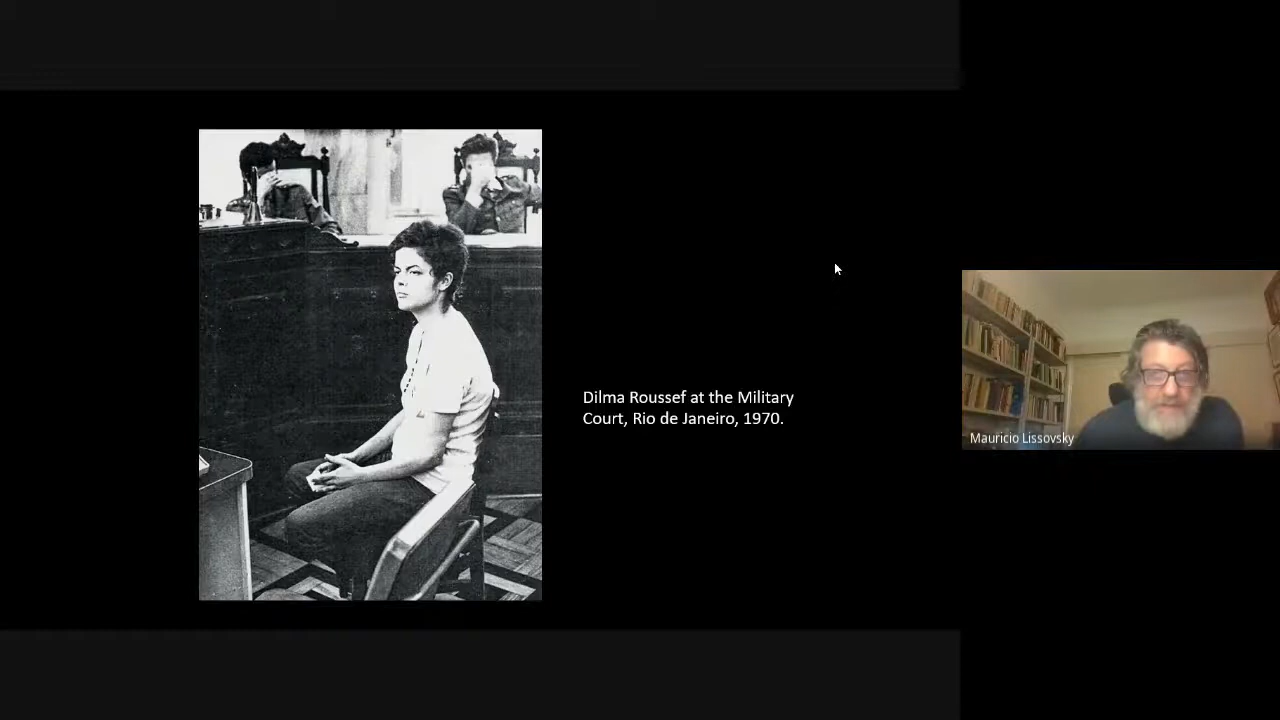 Dilma Roussef at the Military
Court, Rio de Janeiro, 1970.
Mauricio Lissovsky